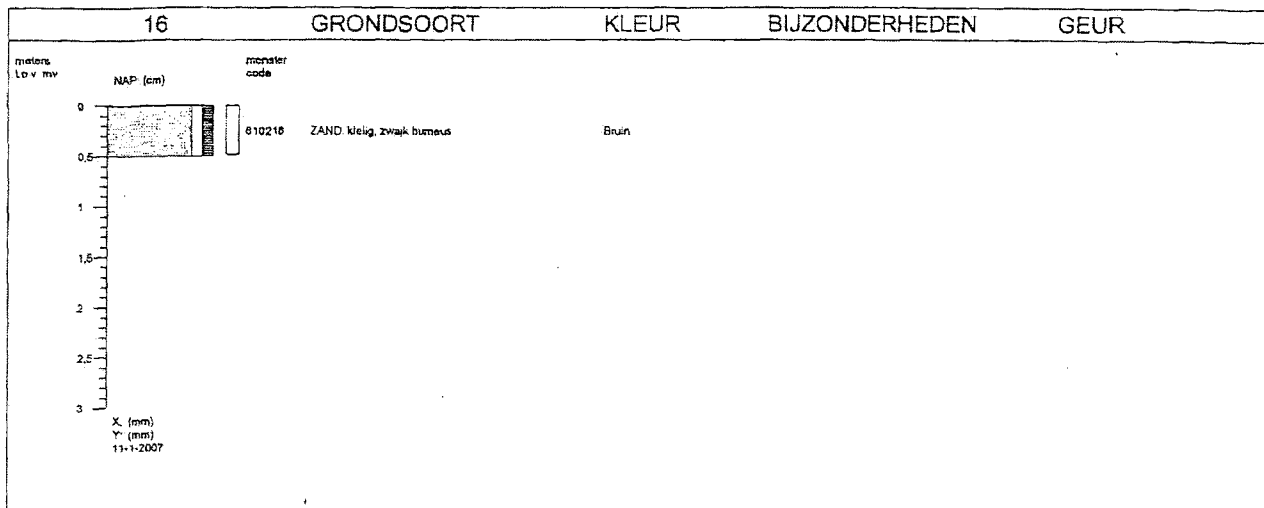 16 GRONDSOORT KLEUR BIJZONDERHEDEN GEUR
meters
t.o.v. mv
NAP: (cm)
monster
code
0
610218 ZAND, kleiig, zwak humeus Bruin
0,5
1
1,5
2
2,5
3
X: (mm)
Y: (mm)
11-1-2007